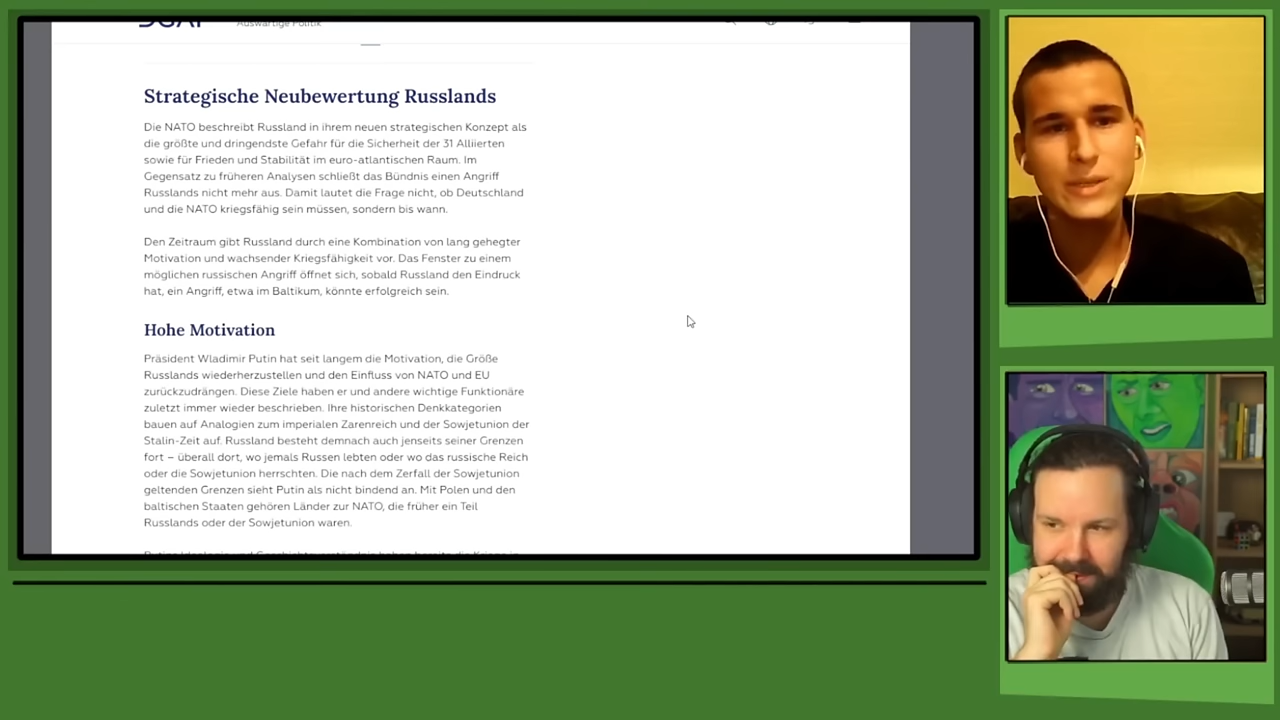 Auswärtige Politik
Strategische Neubewertung Russlands
Die NATO beschreibt Russland in ihrem neuen strategischen Konzept als
die größte und dringendste Gefahr für die Sicherheit der 31 Alliierten
sowie für Frieden und Stabilität im euro-atlantischen Raum. Im
Gegensatz zu früheren Analysen schließt das Bündnis einen Angriff
Russlands nicht mehr aus. Damit lautet die Frage nicht, ob Deutschland
und die NATO kriegsfähig sein müssen, sondern bis wann.
Den Zeitraum gibt Russland durch eine Kombination von lang gehegter
Motivation und wachsender Kriegsfähigkeit vor. Das Fenster zu einem
möglichen russischen Angriff öffnet sich, sobald Russland den Eindruck
hat, ein Angriff, etwa im Baltikum, könnte erfolgreich sein.
Hohe Motivation
Präsident Wladimir Putin hat seit langem die Motivation, die Größe
Russlands wiederherzustellen und den Einfluss von NATO und EU
zurückzudrängen. Diese Ziele haben er und andere wichtige Funktionäre
zuletzt immer wieder beschrieben. Ihre historischen Denkkategorien
bauen auf Analogien zum imperialen Zarenreich und der Sowjetunion der
Stalin-Zeit auf. Russland besteht demnach auch jenseits seiner Grenzen
fort – überall dort, wo jemals Russen lebten oder wo das russische Reich
oder die Sowjetunion herrschten. Die nach dem Zerfall der Sowjetunion
geltenden Grenzen sieht Putin als nicht bindend an. Mit Polen und den
baltischen Staaten gehören Länder zur NATO, die früher ein Teil
Russlands oder der Sowjetunion waren.